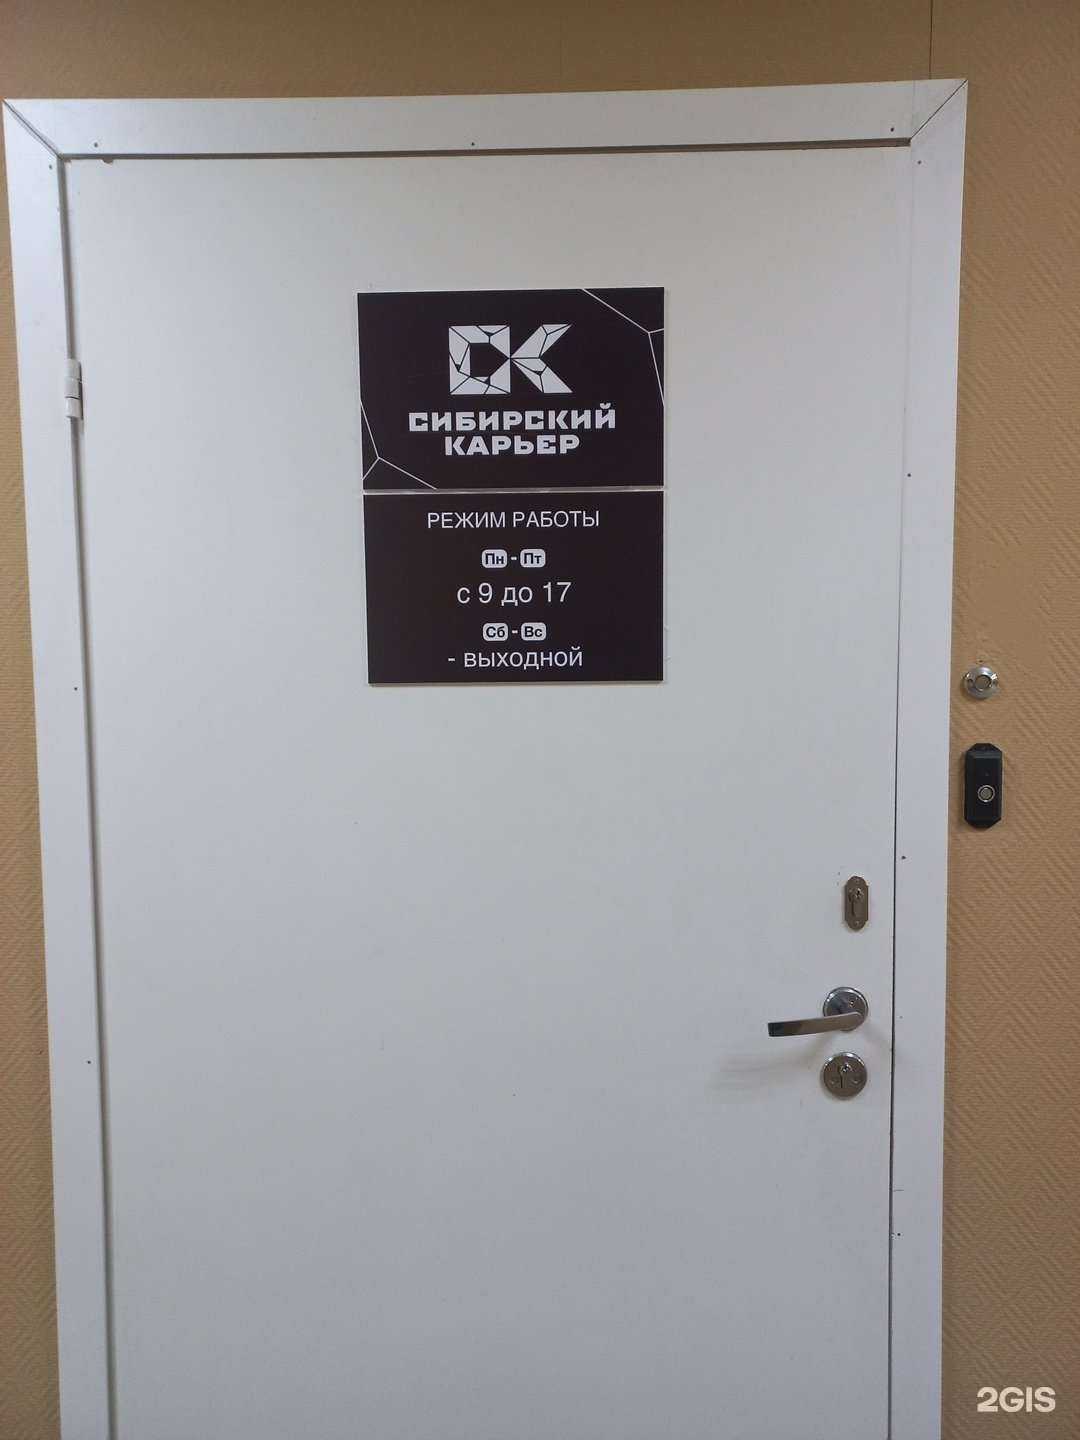 СК
СИБИРСКИЙ
КАРЬЕР
РЕЖИМ РАБОТЫ
Пн - Пт
с 9 до 17
Сб - Вс
- выходной
2GIS